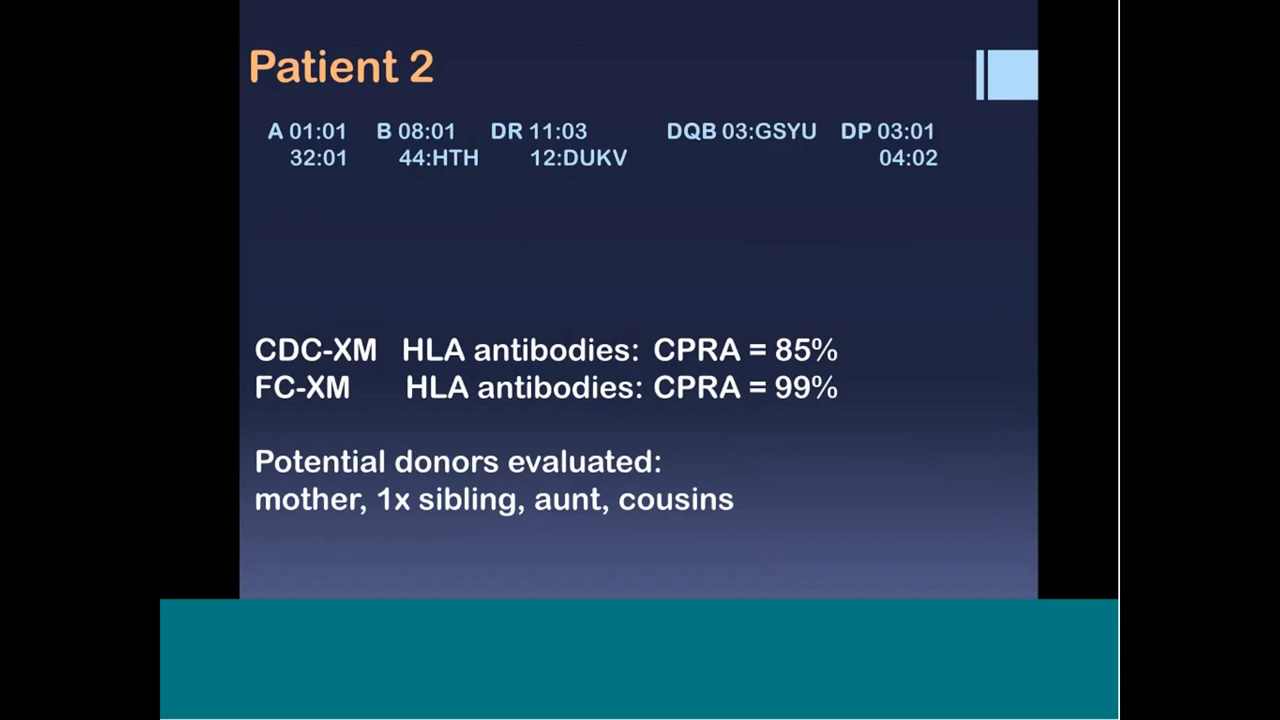 Patient 2
A 01:01 B 08:01 DR 11:03 DQB 03:GSYU DP 03:01
32:01 44:HTH 12:DUKV 04:02
CDC-XM HLA antibodies: CPRA = 85%
FC-XM HLA antibodies: CPRA = 99%
Potential donors evaluated:
mother, 1x sibling, aunt, cousins